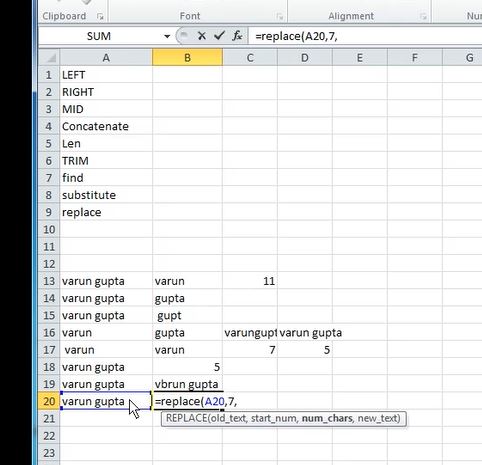 Clipboard Font Alignment
SUM =replace(A20,7,
A B C D E F G
1 LEFT
2 RIGHT
3 MID
4 Concatenate
5 Len
6 TRIM
7 find
8 substitute
9 replace
10
11
12
13 varun gupta varun 11
14 varun gupta gupta
15 varun gupta gupt
16 varun gupta varungupt varun gupta
17 varun varun 7 5
18 varun gupta 5
19 varun gupta vbrun gupta
20 varun gupta =replace(A20,7,
21 REPLACE(old_text, start_num, num_chars, new_text)
22
23